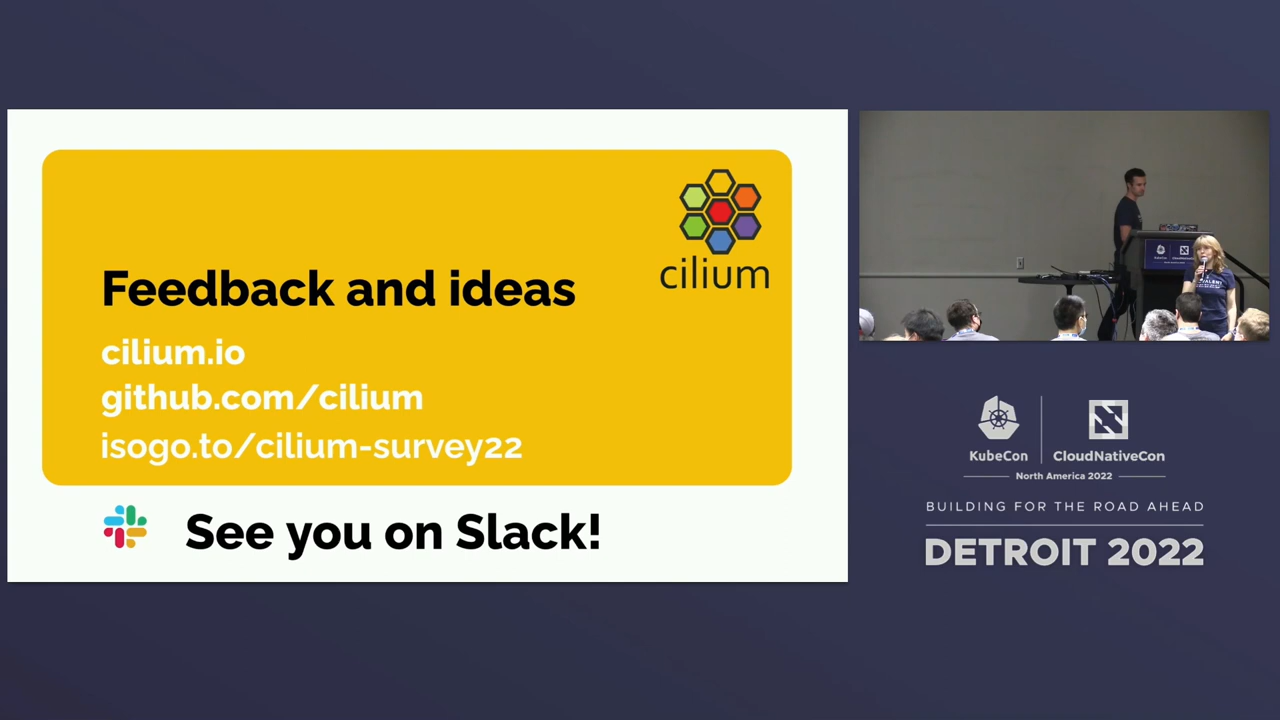 cilium
Feedback and ideas
cilium.io
github.com/cilium
isogo.to/cilium-survey22
See you on Slack!
KubeCon
CloudNativeCon
North America 2022
BUILDING FOR THE ROAD AHEAD
DETROIT 2022